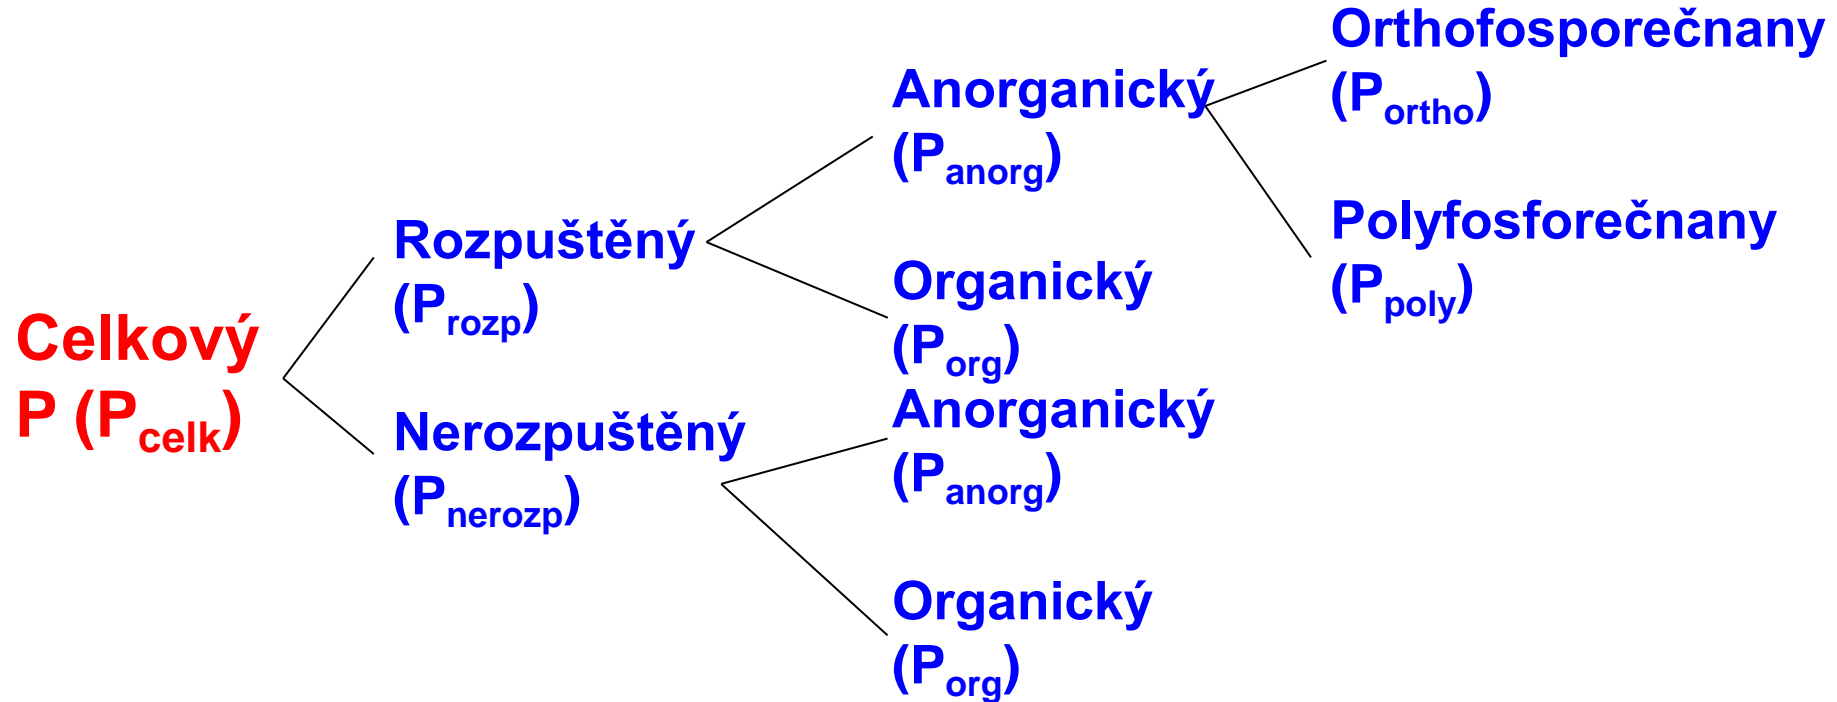 Celkový
P (Pcelk)
Rozpuštěný
(Prozp)
Nerozpuštěný
(Pnerozp)
Anorganický
(Panorg)
Organický
(Porg)
Anorganický
(Panorg)
Organický
(Porg)
Orthofosporečnany
(Portho)
Polyfosforečnany
(Ppoly)